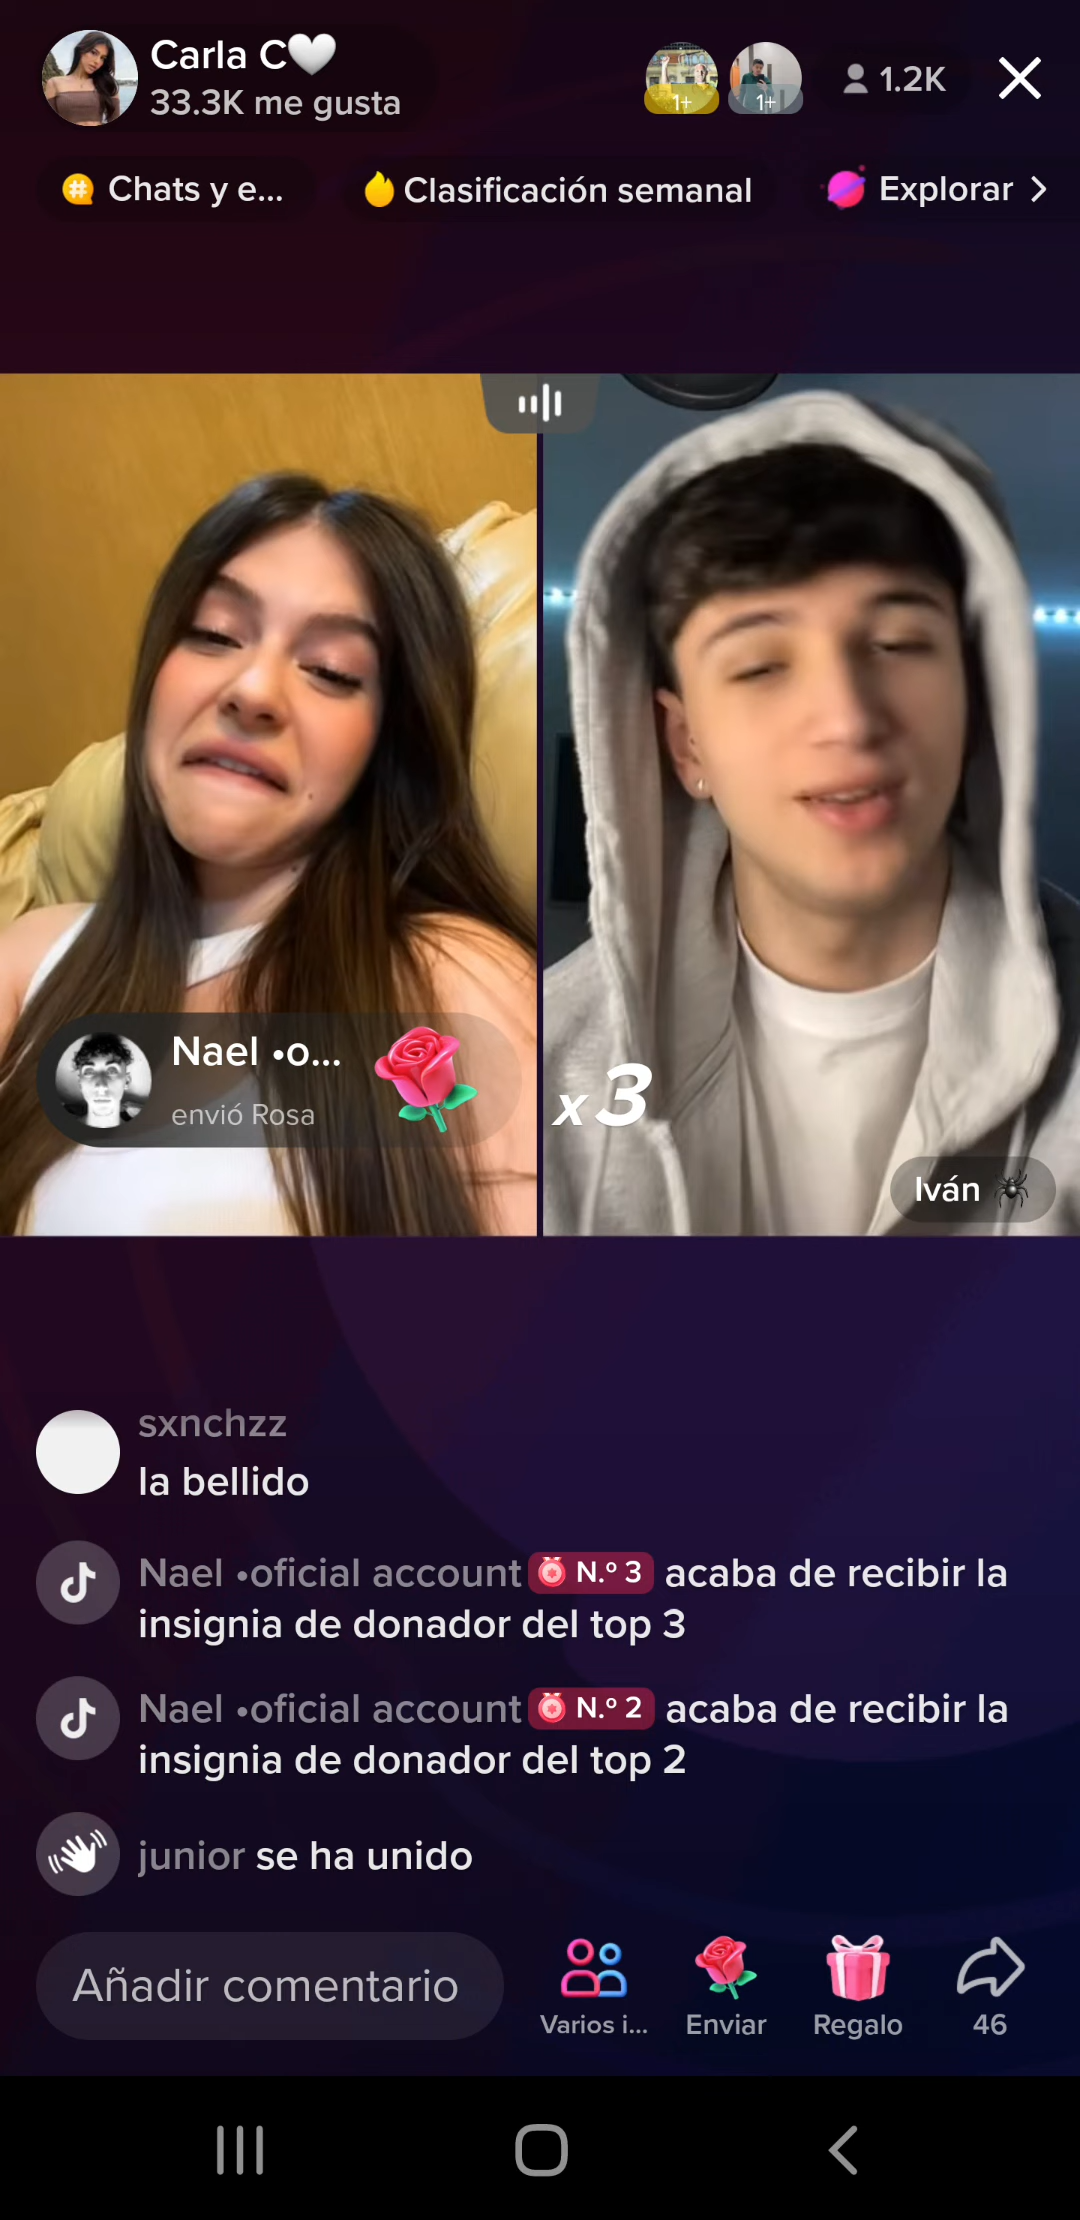 Carla C🤍
33.3K me gusta
1+
1+
1.2K
Chats y e...
Clasificación semanal
Explorar
Nael •o...
envió Rosa
x3
Iván 🕷
sxnchzz
la bellido
Nael •oficial account N.º 3 acaba de recibir la
insignia de donador del top 3
Nael •oficial account N.º 2 acaba de recibir la
insignia de donador del top 2
junior se ha unido
Añadir comentario
Varios i...
Enviar
Regalo
46